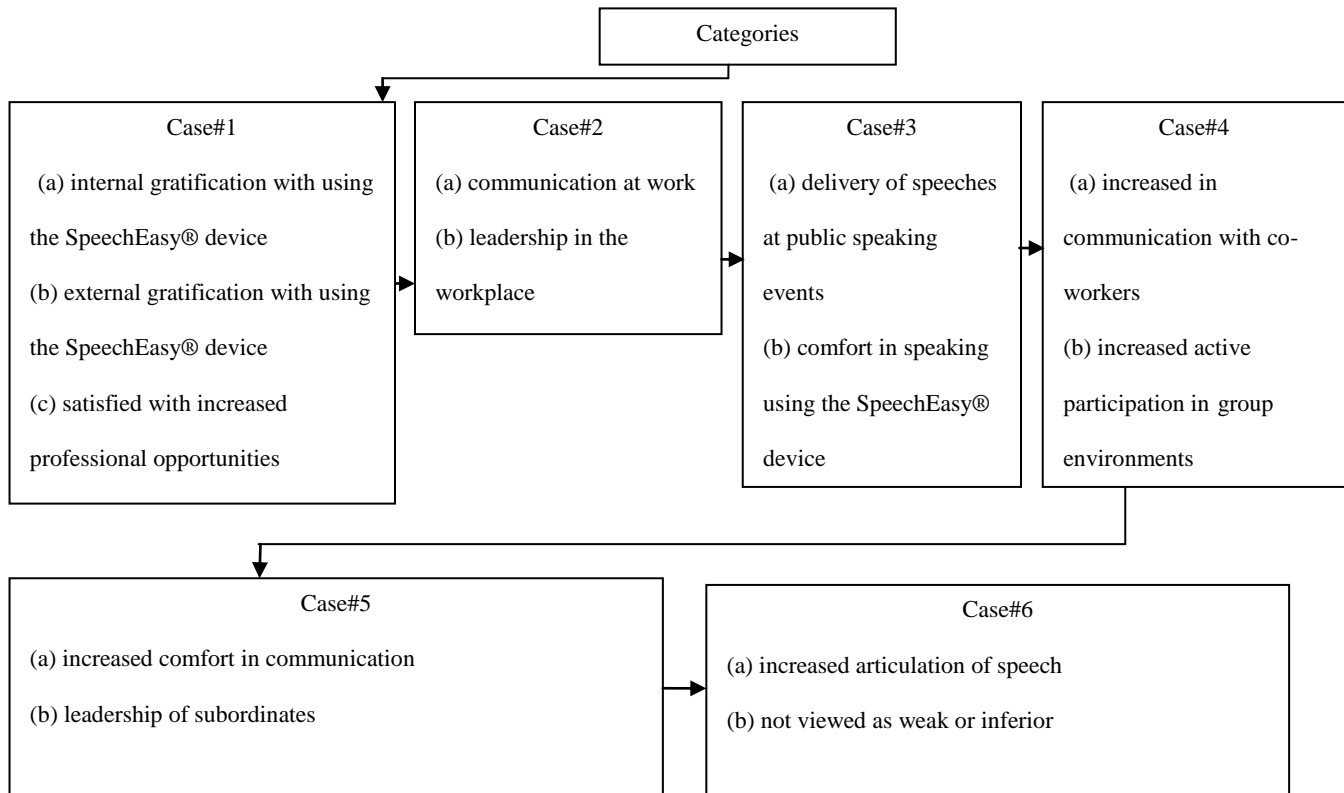 Categories
Case#1
(a) internal gratification with using
the SpeechEasy® device
(b) external gratification with using
the SpeechEasy® device
(c) satisfied with increased
professional opportunities
Case#2
(a) communication at work
(b) leadership in the
workplace
Case#3
(a) delivery of speeches
at public speaking
events
(b) comfort in speaking
using the SpeechEasy®
device
Case#4
(a) increased in
communication with co-
workers
(b) increased active
participation in group
environments
Case#5
(a) increased comfort in communication
(b) leadership of subordinates
Case#6
(a) increased articulation of speech
(b) not viewed as weak or inferior